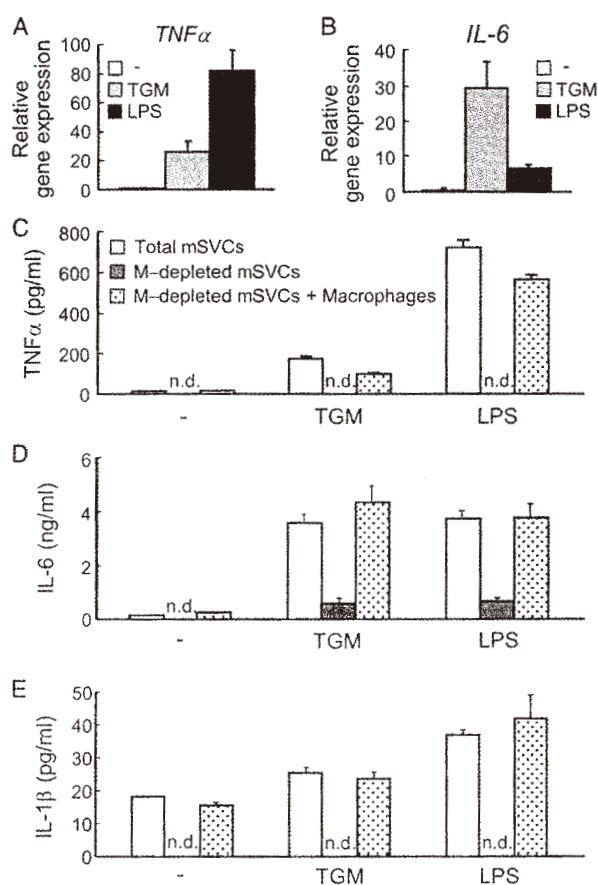 A
TNFα
Relative
gene expression
100
80
60
40
20
0
-
TGM
LPS
B
IL-6
Relative
gene expression
40
30
20
10
0
-
TGM
LPS
C
TNFα (pg/ml)
800
600
400
200
0
Total mSVCs
M-depleted mSVCs
M-depleted mSVCs + Macrophages
n.d. n.d. n.d.
- TGM LPS
D
IL-6 (ng/ml)
6
4
2
0
n.d.
- TGM LPS
E
IL-1β (pg/ml)
50
40
30
20
10
0
n.d. n.d. n.d.
- TGM LPS